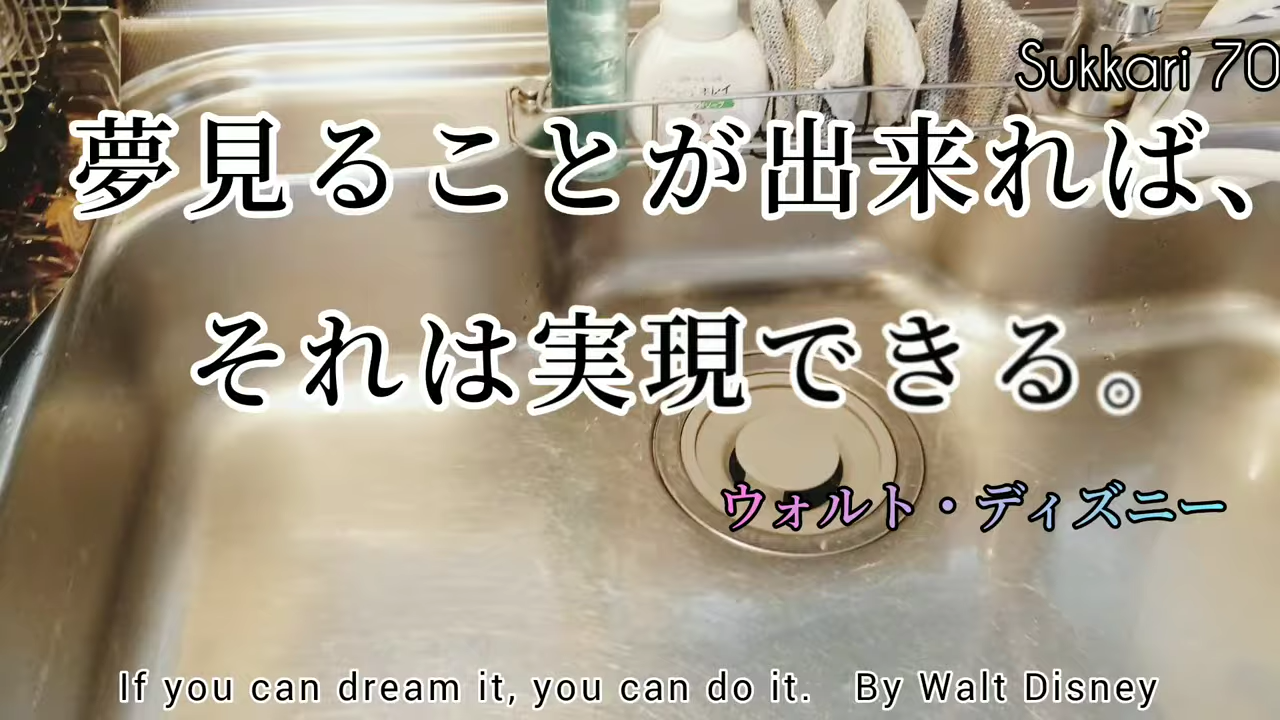 Sukkari 70
夢見ることが出来れば、
それは実現できる。
ウォルト・ディズニー
If you can dream it, you can do it. By Walt Disney